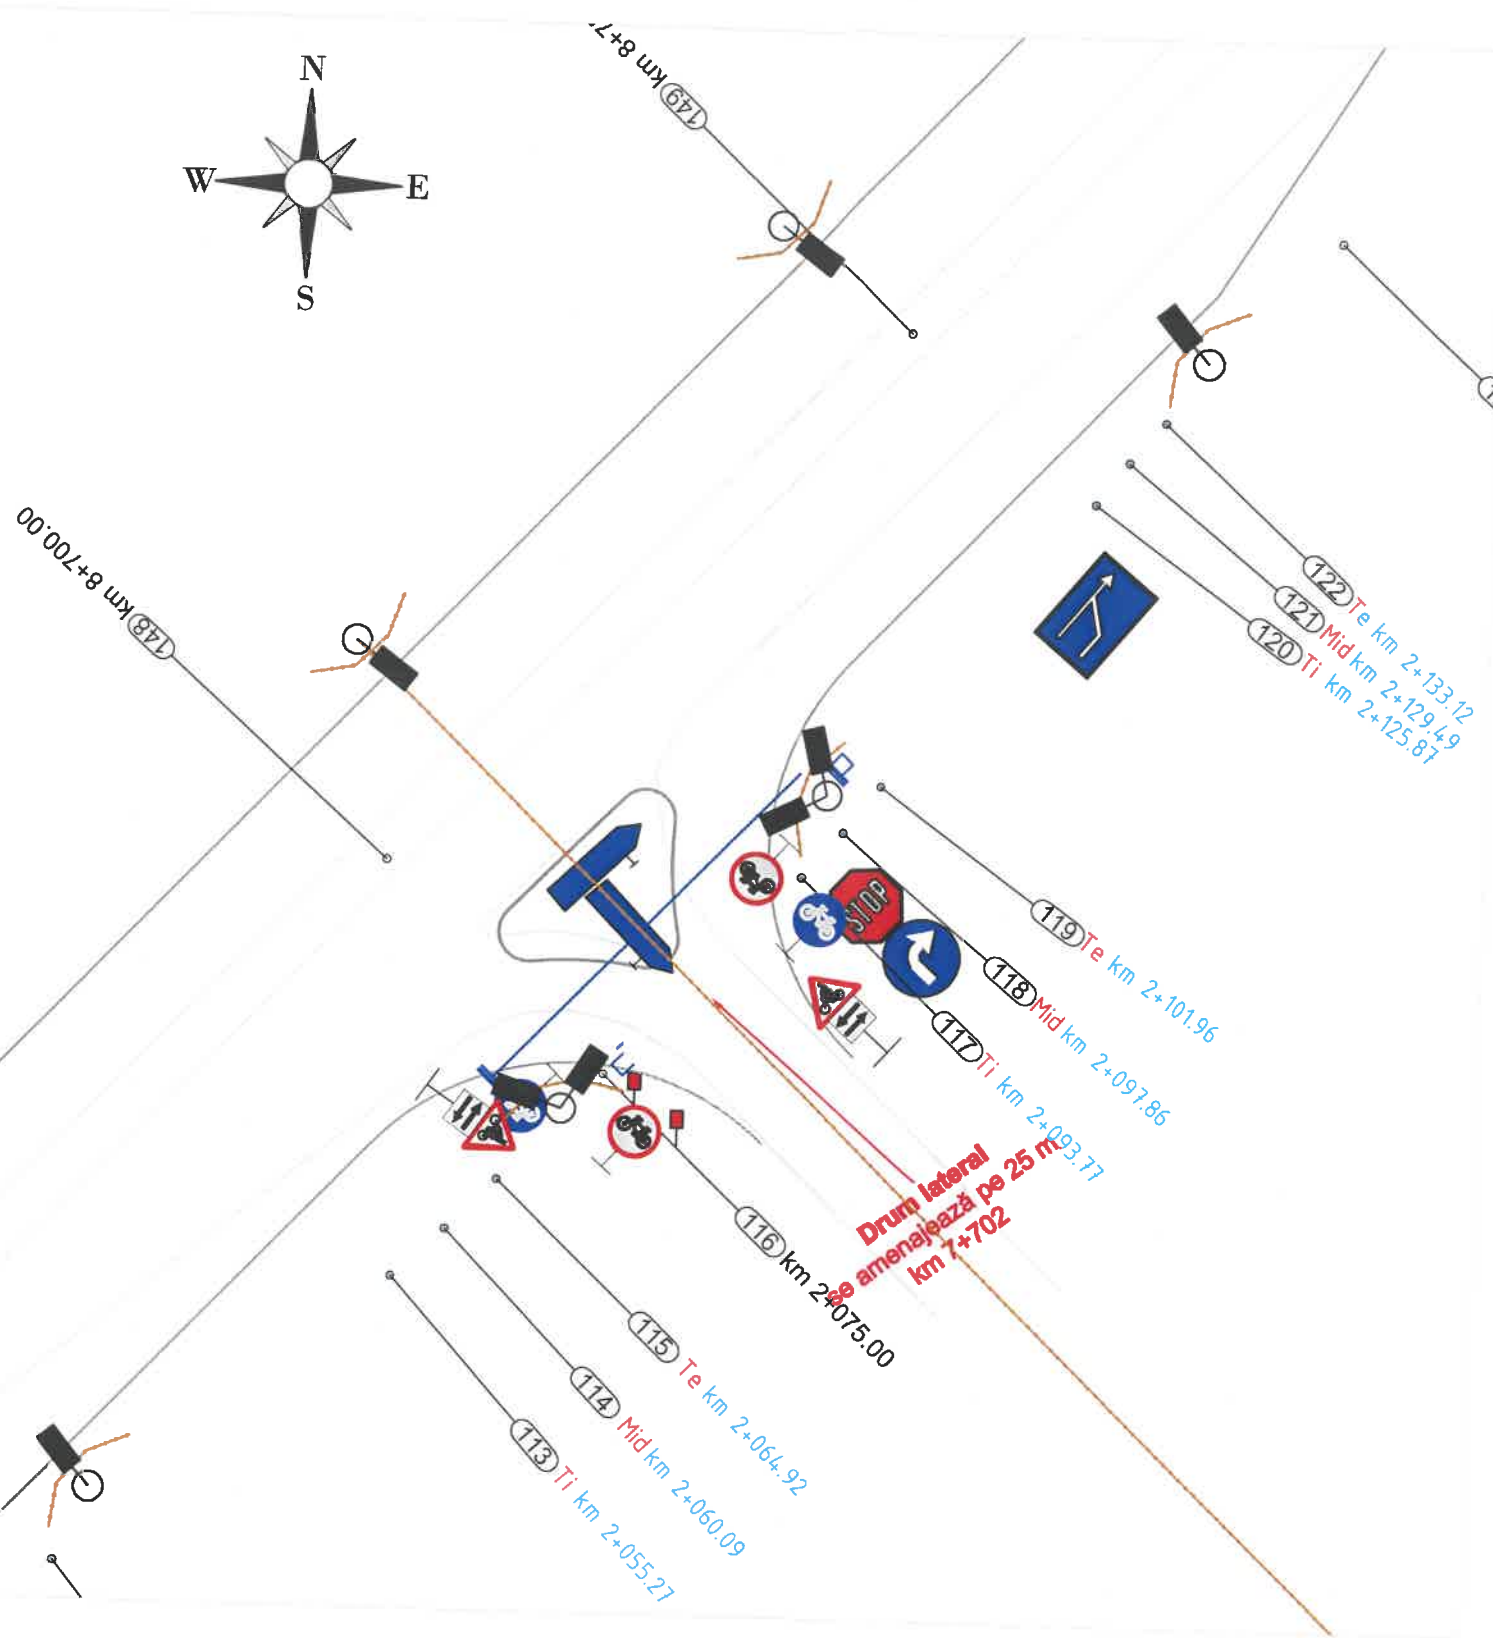 N
W
E
S
149 km 8+7
148 km 8+700.00
122 Te km 2+133.12
121 Mid km 2+129.49
120 Ti km 2+125.87
STOP
119 Te km 2+101.96
118 Mid km 2+097.86
117 Ti km 2+093.77
Drum lateral
se amenajează pe 25 m
km 7+702
116 km 2+075.00
115 Te km 2+064.92
114 Mid km 2+060.09
113 Ti km 2+055.27